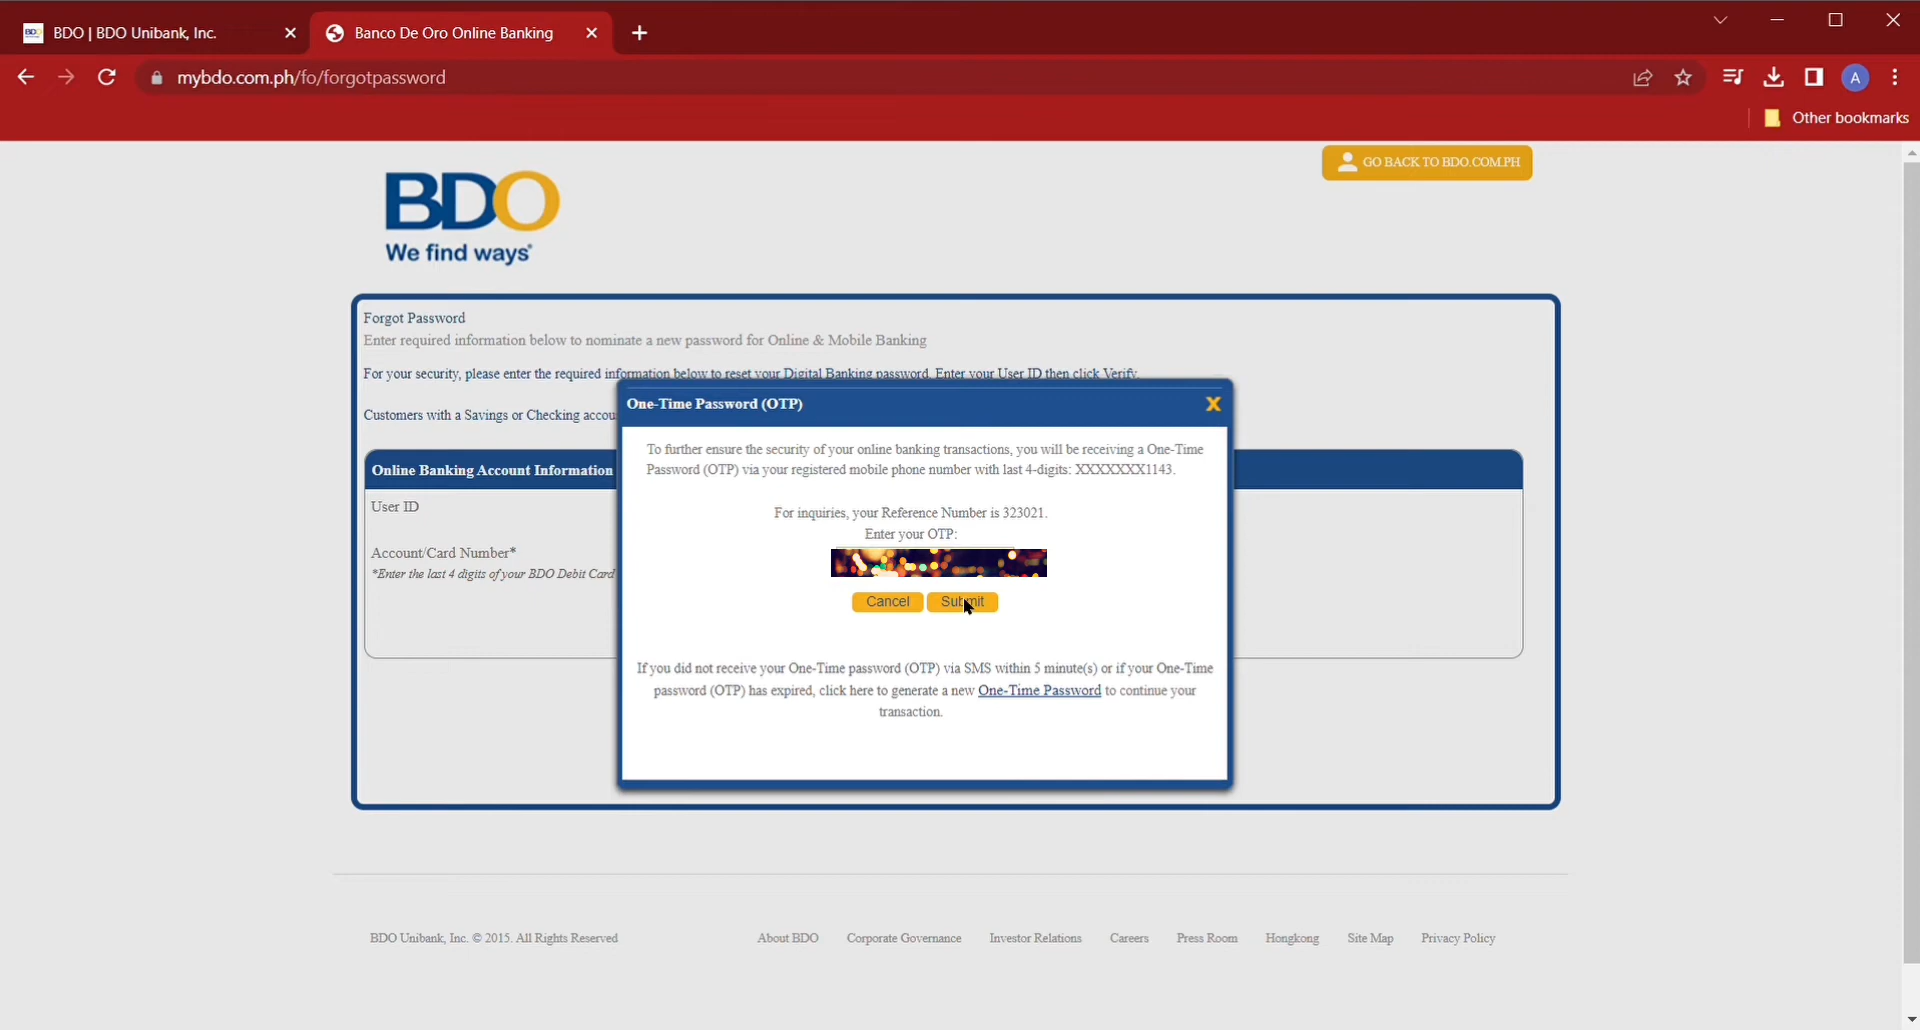 BDO | BDO Unibank, Inc.
Banco De Oro Online Banking
mybdo.com.ph/fo/forgotpassword
A
Other bookmarks
GO BACK TO BDO.COM.PH
BDO
We find ways®
Forgot Password
Enter required information below to nominate a new password for Online & Mobile Banking
For your security, please enter the required information below to reset your Digital Banking password. Enter your User ID then click Verify.
Customers with a Savings or Checking
Online Banking Account Information
User ID
Account/Card Number*
*Enter the last 4 digits of your BDO Debit Card
One-Time Password (OTP)
X
To further ensure the security of your online banking transactions, you will be receiving a One-Time
Password (OTP) via your registered mobile phone number with last 4-digits: XXXXXXX1143.
For inquiries, your Reference Number is 323021.
Enter your OTP:
Cancel Submit
If you did not receive your One-Time password (OTP) via SMS within 5 minute(s) or if your One-Time
password (OTP) has expired, click here to generate a new One-Time Password to continue your
transaction.
BDO Unibank, Inc. © 2015. All Rights Reserved
About BDO Corporate Governance Investor Relations Careers Press Room Hongkong Site Map Privacy Policy